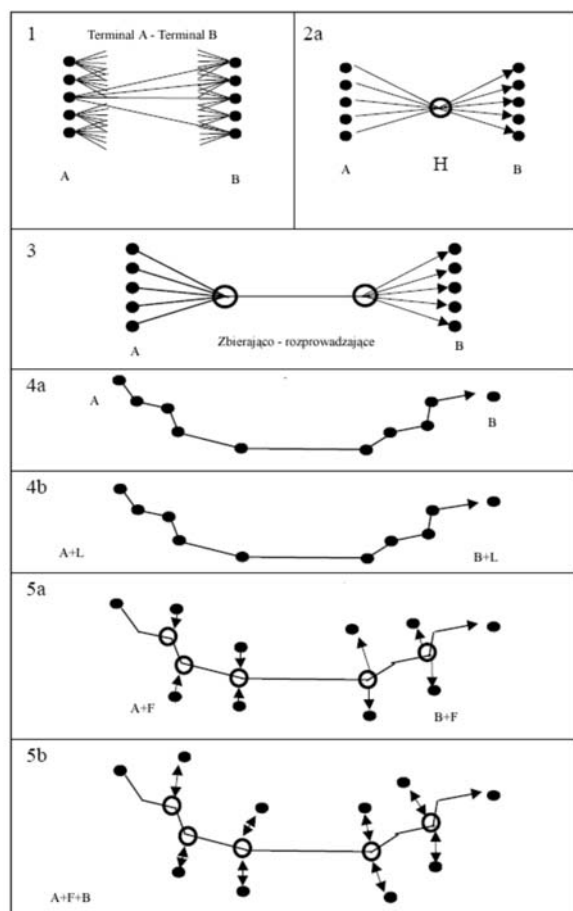 1
Terminal A - Terminal B
A
B
2a
A
H
B
3
A
Zbierająco - rozprowadzające
B
4a
A
B
4b
A+L
B+L
5a
A+F
B+F
5b
A+F+B